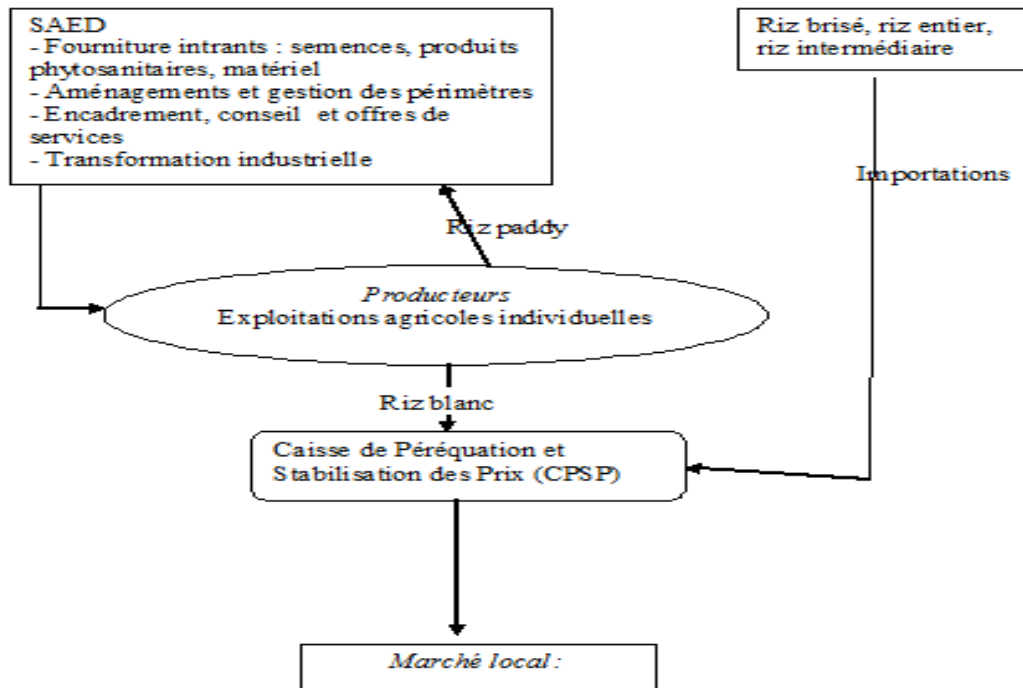 SAED
- Fourniture intrants : semences, produits
phytosanitaires, matériel
- Aménagements et gestion des périmètres
- Encadrement, conseil et offres de
services
- Transformation industrielle
Riz brisé, riz entier,
riz intermédiaire
Importations
Riz paddy
Producteurs
Exploitations agricoles individuelles
Riz blanc
Caisse de Péréquation et
Stabilisation des Prix (CPSP)
Marché local :